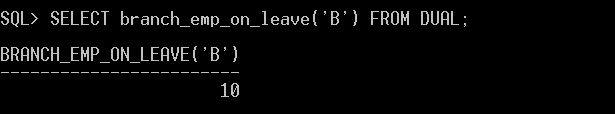 SQL> SELECT branch_emp_on_leave('B') FROM DUAL;
BRANCH_EMP_ON_LEAVE('B')
------------------------
10